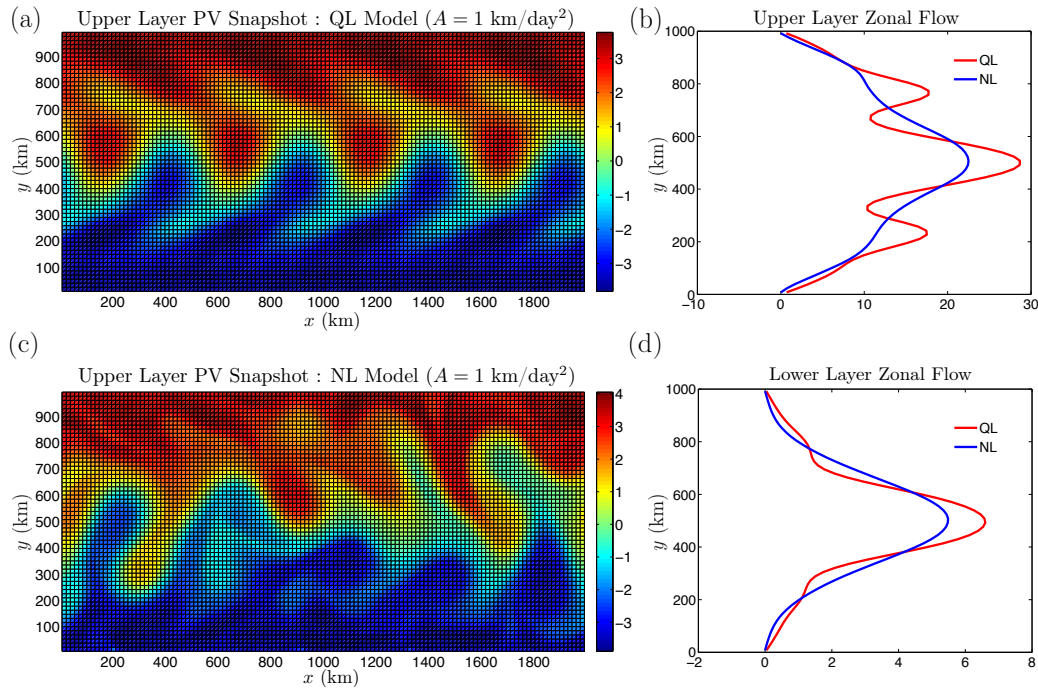 (a)
Upper Layer PV Snapshot : QL Model (A = 1 km/day²)
y (km)
900
800
700
600
500
400
300
200
100
200 400 600 800 1000 1200 1400 1600 1800
x (km)
3
2
1
0
−1
−2
−3
(b)
Upper Layer Zonal Flow
y (km)
1000
800
600
400
200
0
−10 0 10 20 30
QL
NL
(c)
Upper Layer PV Snapshot : NL Model (A = 1 km/day²)
y (km)
900
800
700
600
500
400
300
200
100
200 400 600 800 1000 1200 1400 1600 1800
x (km)
4
3
2
1
0
−1
−2
−3
(d)
Lower Layer Zonal Flow
y (km)
1000
800
600
400
200
0
−2 0 2 4 6 8
QL
NL